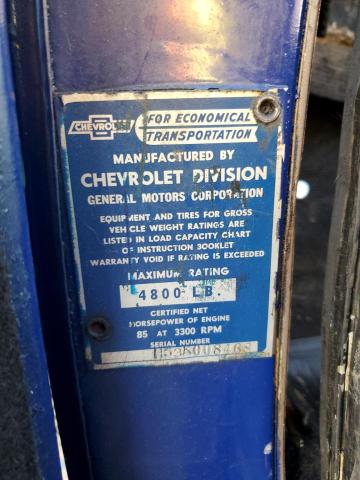 CHEVROLET
FOR ECONOMICAL
TRANSPORTATION
MANUFACTURED BY
CHEVROLET DIVISION
GENERAL MOTORS CORPORATION
EQUIPMENT AND TIRES FOR GROSS
VEHICLE WEIGHT RATINGS ARE
LISTED IN LOAD CAPACITY CHART
OF INSTRUCTION BOOKLET
WARRANTY VOID IF RATING IS EXCEEDED
MAXIMUM RATING
4800 LB.
CERTIFIED NET
HORSEPOWER OF ENGINE
85 AT 3300 RPM
SERIAL NUMBER